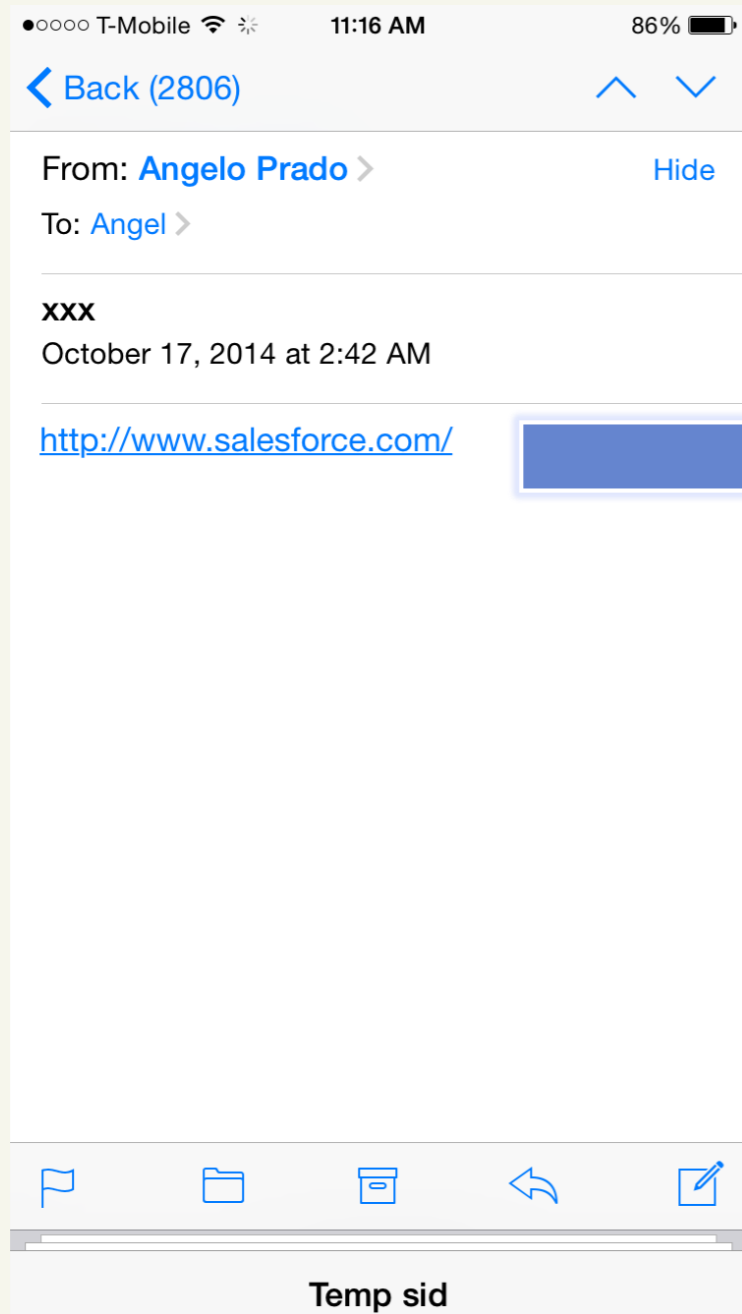 T-Mobile 11:16 AM 86%
Back (2806)
From: Angelo Prado Hide
To: Angel
xxx
October 17, 2014 at 2:42 AM
http://www.salesforce.com/
Temp sid